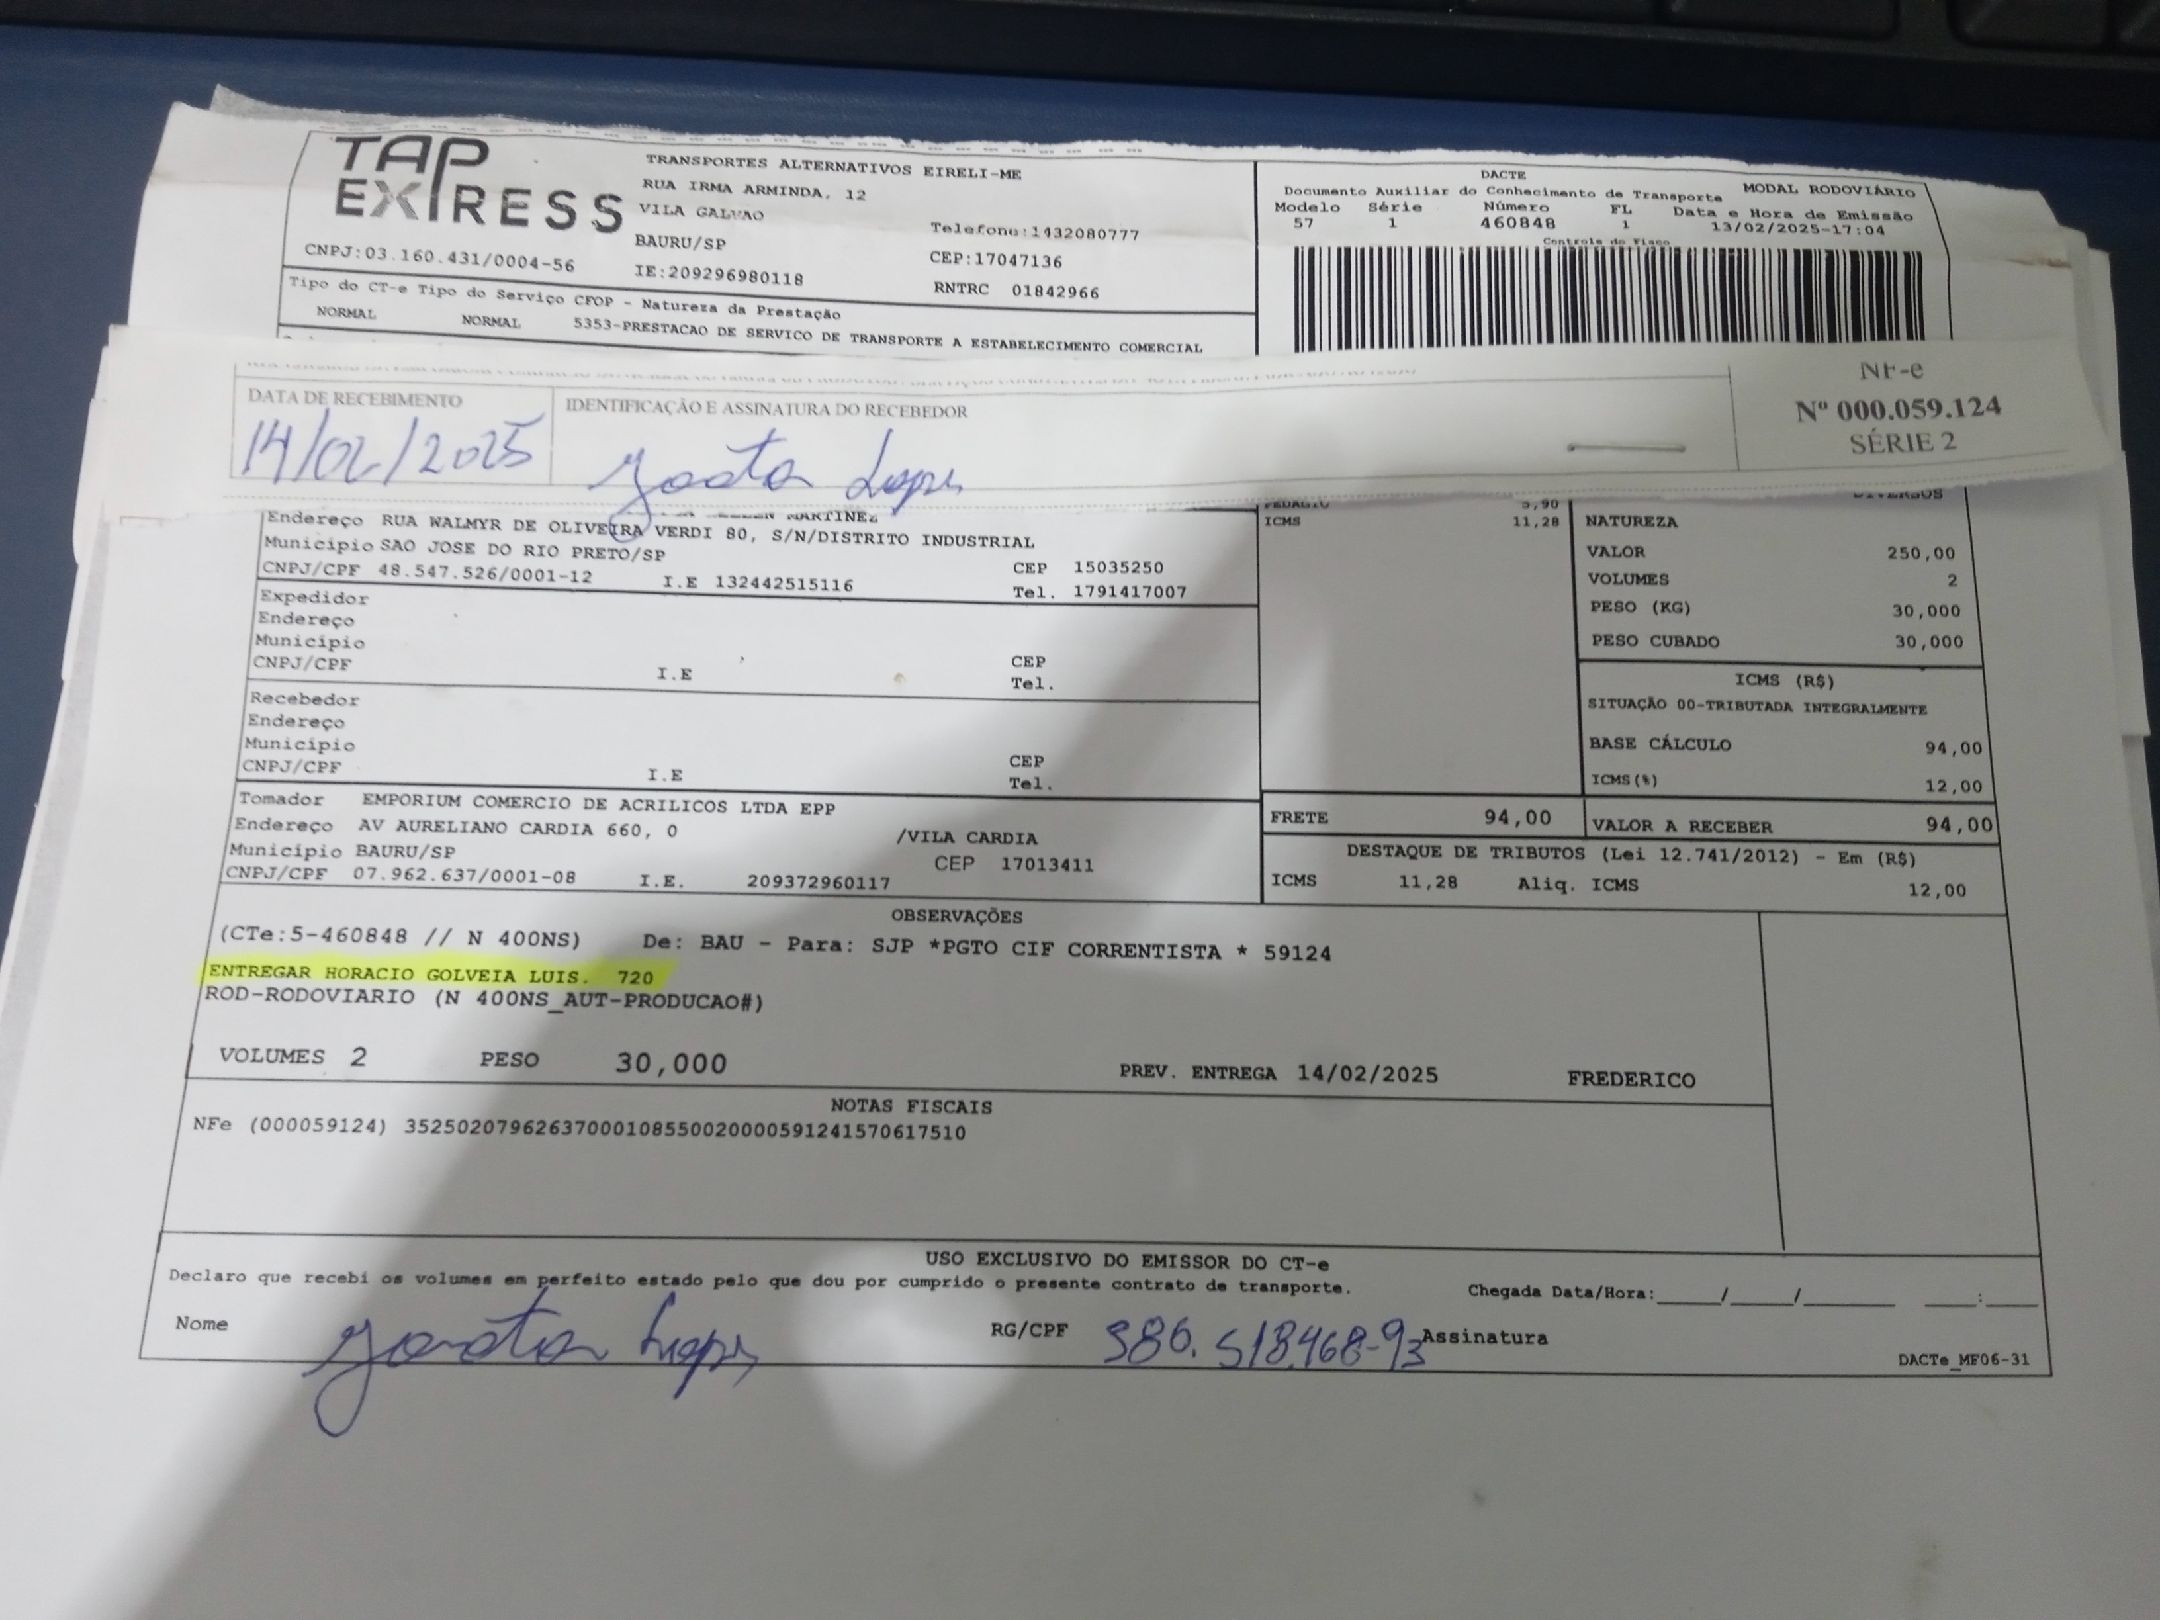 TAP EXPRESS
TRANSPORTES ALTERNATIVOS EIRELI-ME
RUA IRMA ARMINDA, 12
VILA GALVAO
BAURU/SP
Telefone:1432080777
CNPJ:03.160.431/0004-56
IE:209296980118
CEP:17047136
RNTRC 01842966
DACTE
Documento Auxiliar do Conhecimento de Transporte
MODAL RODOVIÁRIO
Modelo Série Número FL Data e Hora de Emissão
57 1 460848 1 13/02/2025-17:04
Controle do Fisco
Tipo do CT-e Tipo do Serviço CFOP - Natureza da Prestação
NORMAL NORMAL 5353-PRESTACAO DE SERVICO DE TRANSPORTE A ESTABELECIMENTO COMERCIAL
DATA DE RECEBIMENTO
14/02/2025
IDENTIFICAÇÃO E ASSINATURA DO RECEBEDOR
Lopes
NF-e
Nº 000.059.124
SÉRIE 2
MARTINEZ
Endereço RUA WALMYR DE OLIVEIRA VERDI 80, S/N/DISTRITO INDUSTRIAL
Município SAO JOSE DO RIO PRETO/SP CEP 15035250
CNPJ/CPF 48.547.526/0001-12 I.E 132442515116 Tel. 1791417007
Expedidor
Endereço
Município CEP
CNPJ/CPF I.E Tel.
Recebedor
Endereço
Município CEP
CNPJ/CPF I.E Tel.
Tomador EMPORIUM COMERCIO DE ACRILICOS LTDA EPP
Endereço AV AURELIANO CARDIA 660, 0 /VILA CARDIA
Município BAURU/SP CEP 17013411
CNPJ/CPF 07.962.637/0001-08 I.E. 209372960117
PEDAGIO 5,90
ICMS 11,28
DIVERSOS
NATUREZA
VALOR 250,00
VOLUMES 2
PESO (KG) 30,000
PESO CUBADO 30,000
ICMS (R$)
SITUAÇÃO 00-TRIBUTADA INTEGRALMENTE
BASE CÁLCULO 94,00
ICMS(%) 12,00
FRETE 94,00 VALOR A RECEBER 94,00
DESTAQUE DE TRIBUTOS (Lei 12.741/2012) - Em (R$)
ICMS 11,28 Aliq. ICMS 12,00
OBSERVAÇÕES
(CTe:5-460848 // N 400NS) De: BAU - Para: SJP *PGTO CIF CORRENTISTA * 59124
ENTREGAR HORACIO GOLVEIA LUIS. 720
ROD-RODOVIARIO (N 400NS_AUT-PRODUCAO#)
VOLUMES 2 PESO 30,000 PREV. ENTREGA 14/02/2025 FREDERICO
NOTAS FISCAIS
NFe (000059124) 35250207962637000108550020000591241570617510
USO EXCLUSIVO DO EMISSOR DO CT-e
Declaro que recebi os volumes em perfeito estado pelo que dou por cumprido o presente contrato de transporte. Chegada Data/Hora:____/____/______ ___:___
Nome Lopes RG/CPF 386.518.468-93 Assinatura
DACTe_MF06-31